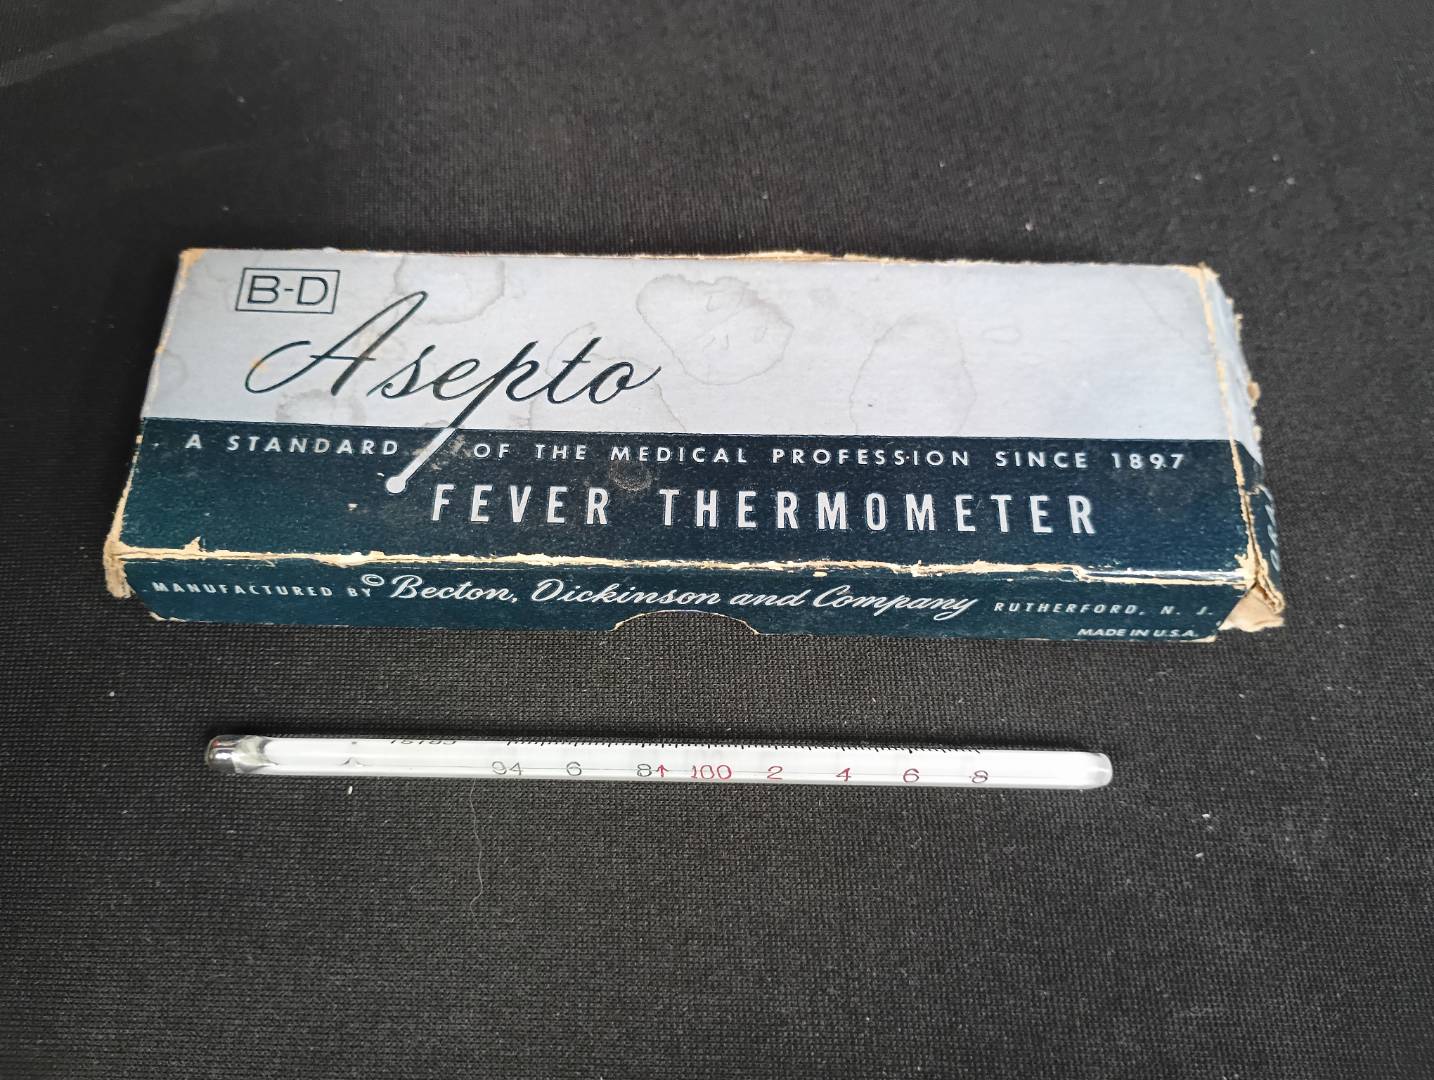 B-D
Asepto
A STANDARD OF THE MEDICAL PROFESSION SINCE 1897
FEVER THERMOMETER
MANUFACTURED BY © Becton, Dickinson and Company RUTHERFORD, N. J.
MADE IN U.S.A.
94 6 8↑ 100 2 4 6 8